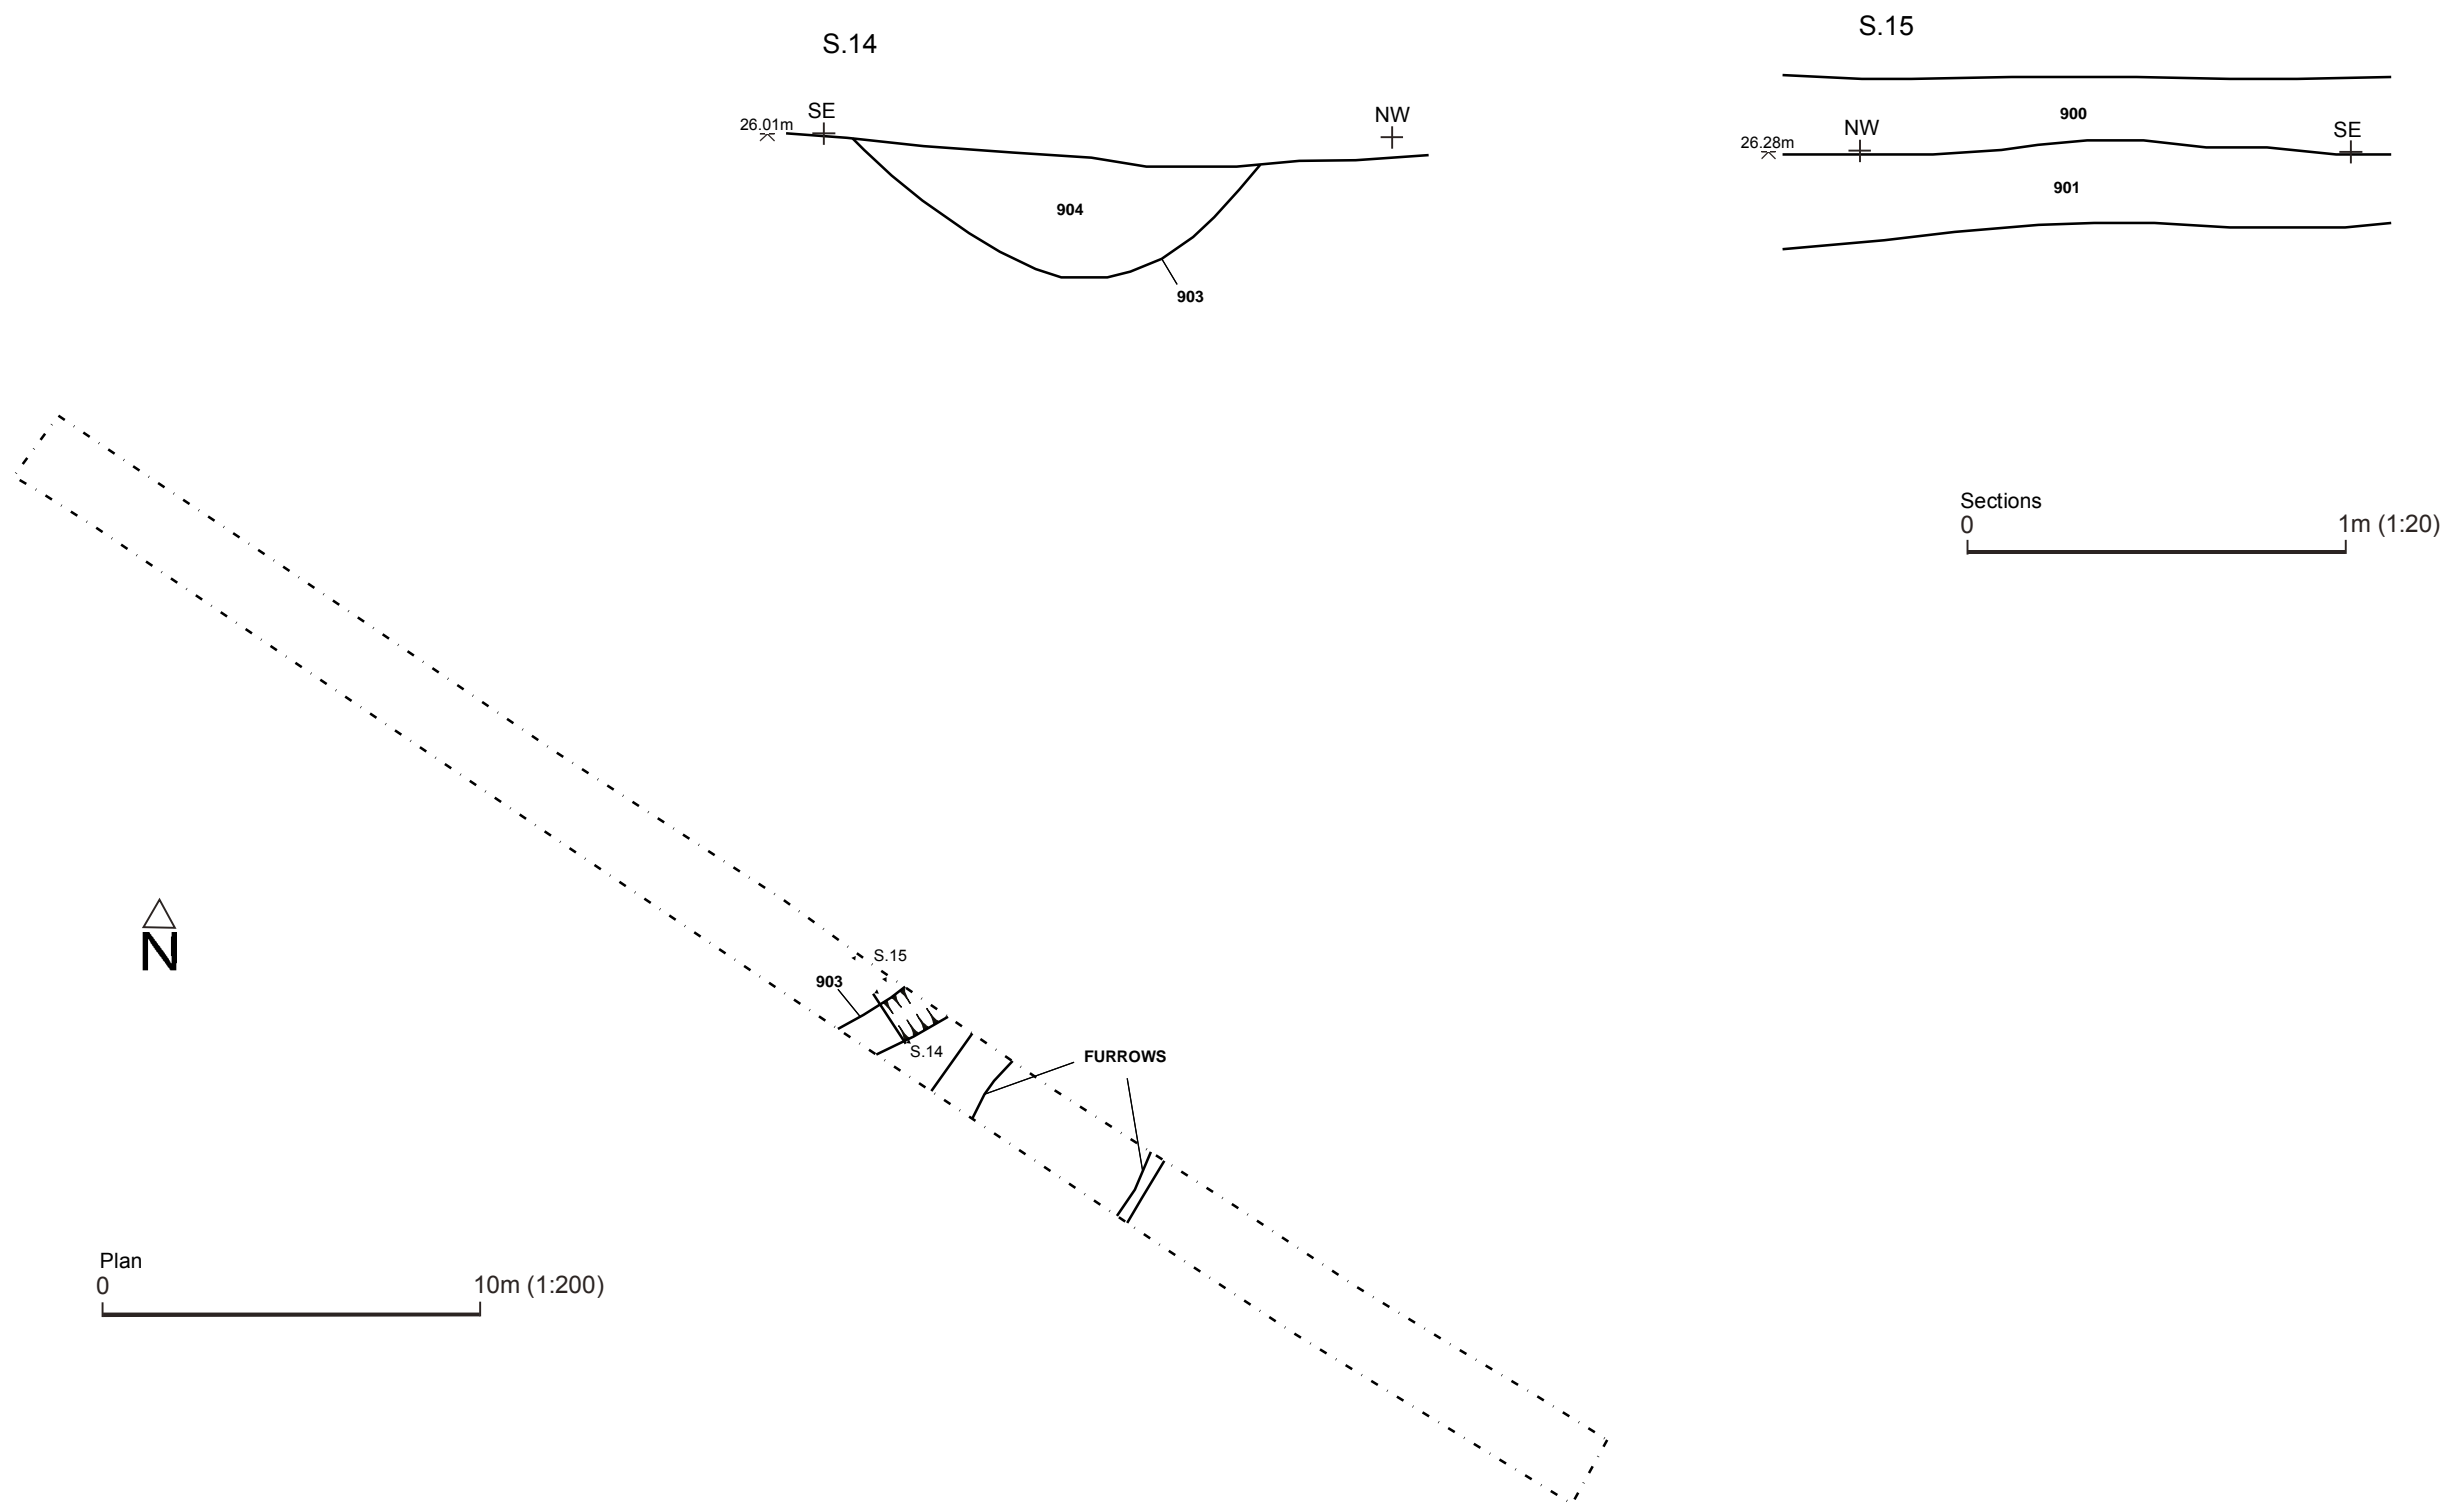 S.14
S.15
SE
26.01m
NW
904
903
900
NW
SE
26.28m
901
Sections
0
1m (1:20)
S.15
903
S.14
FURROWS
N
Plan
0
10m (1:200)